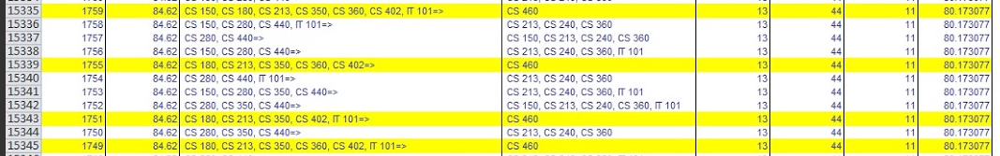 15335 1759 84.62 CS 150, CS 180, CS 213, CS 350, CS 360, CS 402, IT 101=> CS 460 13 44 11 80.173077
15336 1758 84.62 CS 150, CS 280, CS 440, IT 101=> CS 213, CS 240, CS 360 13 44 11 80.173077
15337 1757 84.62 CS 280, CS 440=> CS 150, CS 213, CS 240, CS 360 13 44 11 80.173077
15338 1756 84.62 CS 150, CS 280, CS 440=> CS 213, CS 240, CS 360, IT 101 13 44 11 80.173077
15339 1755 84.62 CS 180, CS 213, CS 350, CS 360, CS 402=> CS 460 13 44 11 80.173077
15340 1754 84.62 CS 280, CS 440, IT 101=> CS 213, CS 240, CS 360 13 44 11 80.173077
15341 1753 84.62 CS 150, CS 280, CS 350, CS 440=> CS 213, CS 240, CS 360, IT 101 13 44 11 80.173077
15342 1752 84.62 CS 280, CS 350, CS 440=> CS 150, CS 213, CS 240, CS 360, IT 101 13 44 11 80.173077
15343 1751 84.62 CS 180, CS 213, CS 350, CS 402, IT 101=> CS 460 13 44 11 80.173077
15344 1750 84.62 CS 280, CS 350, CS 440=> CS 213, CS 240, CS 360 13 44 11 80.173077
15345 1749 84.62 CS 180, CS 213, CS 350, CS 360, CS 402, IT 101=> CS 460 13 44 11 80.173077